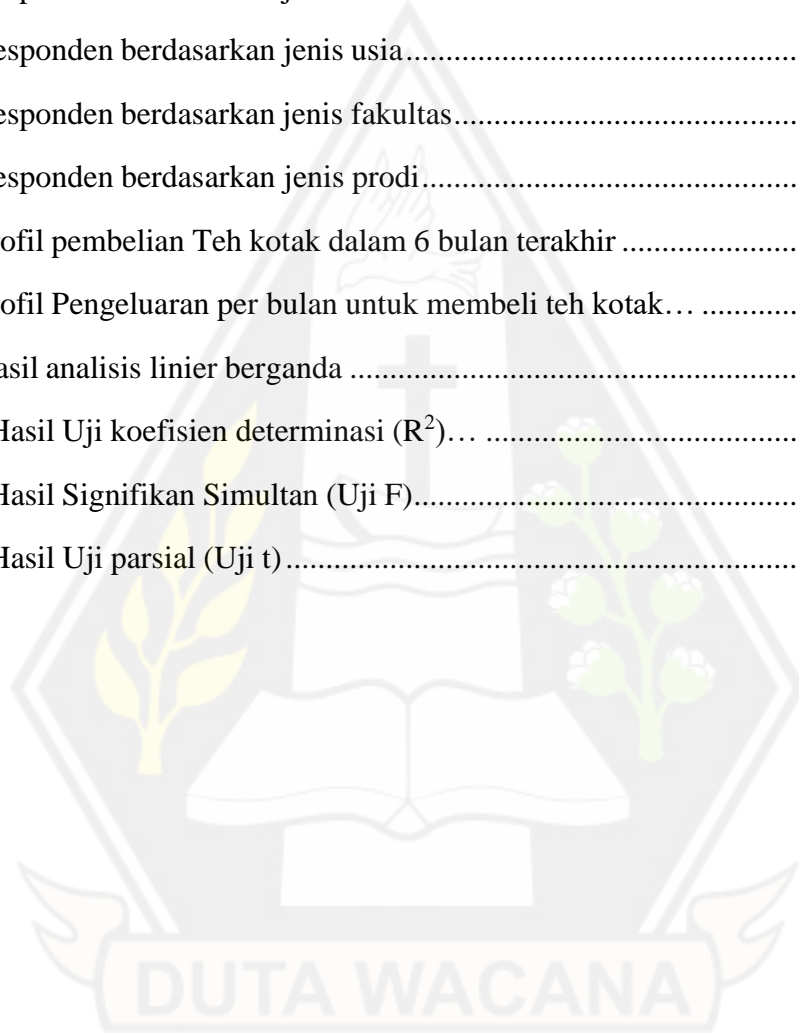 esponden berdasarkan jenis usia
esponden berdasarkan jenis fakultas
esponden berdasarkan jenis prodi
rofil pembelian Teh kotak dalam 6 bulan terakhir
rofil Pengeluaran per bulan untuk membeli teh kotak…
asil analisis linier berganda
Hasil Uji koefisien determinasi (R²)…
Hasil Signifikan Simultan (Uji F)
Hasil Uji parsial (Uji t)
DUTA WACANA